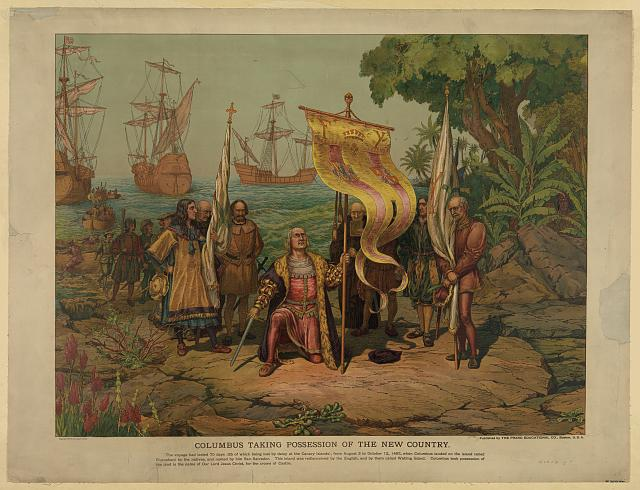 COLUMBUS TAKING POSSESSION OF THE NEW COUNTRY.
Published by THE PRANG EDUCATIONAL CO., Boston, U.S.A.
The voyage had lasted 70 days (25 of which being lost by delay at the Canary Islands), from August 3 to October 12, 1492, when Columbus landed on the island called
Guanahani by the natives, and named by him San Salvador. This island was rediscovered by the English, and by them called Watling Island. Columbus took possession of
the land in the name of Our Lord Jesus Christ, for the crown of Castile.